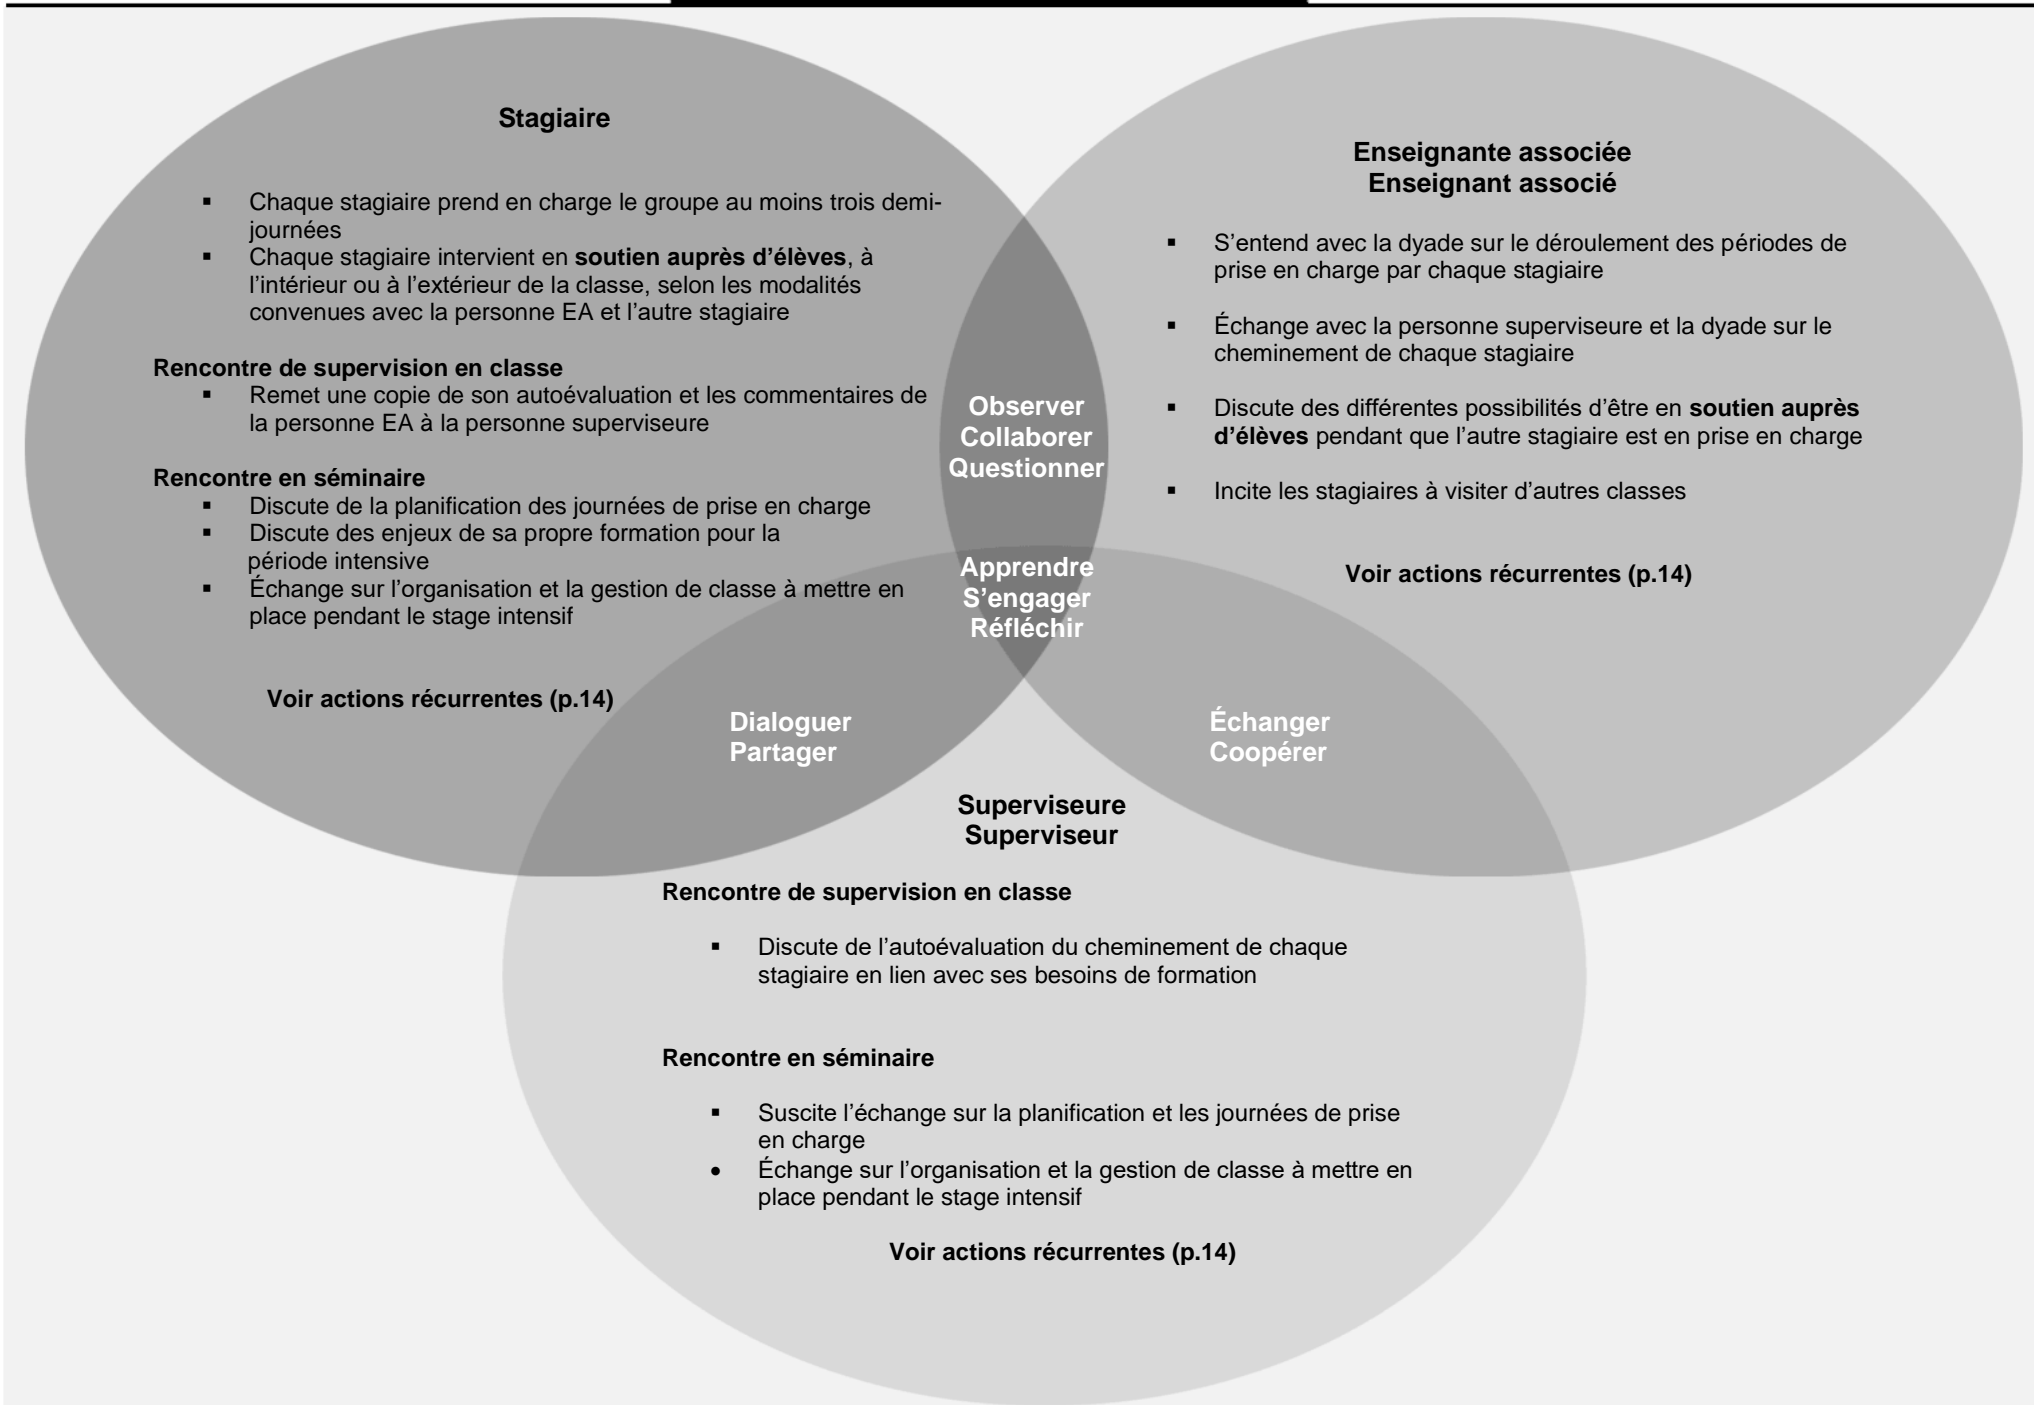 Stagiaire
▪ Chaque stagiaire prend en charge le groupe au moins trois demi-
journées
▪ Chaque stagiaire intervient en soutien auprès d’élèves, à
l’intérieur ou à l’extérieur de la classe, selon les modalités
convenues avec la personne EA et l’autre stagiaire
Rencontre de supervision en classe
▪ Remet une copie de son autoévaluation et les commentaires de
la personne EA à la personne superviseure
Rencontre en séminaire
▪ Discute de la planification des journées de prise en charge
▪ Discute des enjeux de sa propre formation pour la
période intensive
▪ Échange sur l’organisation et la gestion de classe à mettre en
place pendant le stage intensif
Voir actions récurrentes (p.14)
Enseignante associée
Enseignant associé
▪ S’entend avec la dyade sur le déroulement des périodes de
prise en charge par chaque stagiaire
▪ Échange avec la personne superviseure et la dyade sur le
cheminement de chaque stagiaire
▪ Discute des différentes possibilités d’être en soutien auprès
d’élèves pendant que l’autre stagiaire est en prise en charge
▪ Incite les stagiaires à visiter d’autres classes
Voir actions récurrentes (p.14)
Observer
Collaborer
Questionner
Apprendre
S’engager
Réfléchir
Dialoguer
Partager
Échanger
Coopérer
Superviseure
Superviseur
Rencontre de supervision en classe
▪ Discute de l’autoévaluation du cheminement de chaque
stagiaire en lien avec ses besoins de formation
Rencontre en séminaire
▪ Suscite l’échange sur la planification et les journées de prise
en charge
• Échange sur l’organisation et la gestion de classe à mettre en
place pendant le stage intensif
Voir actions récurrentes (p.14)